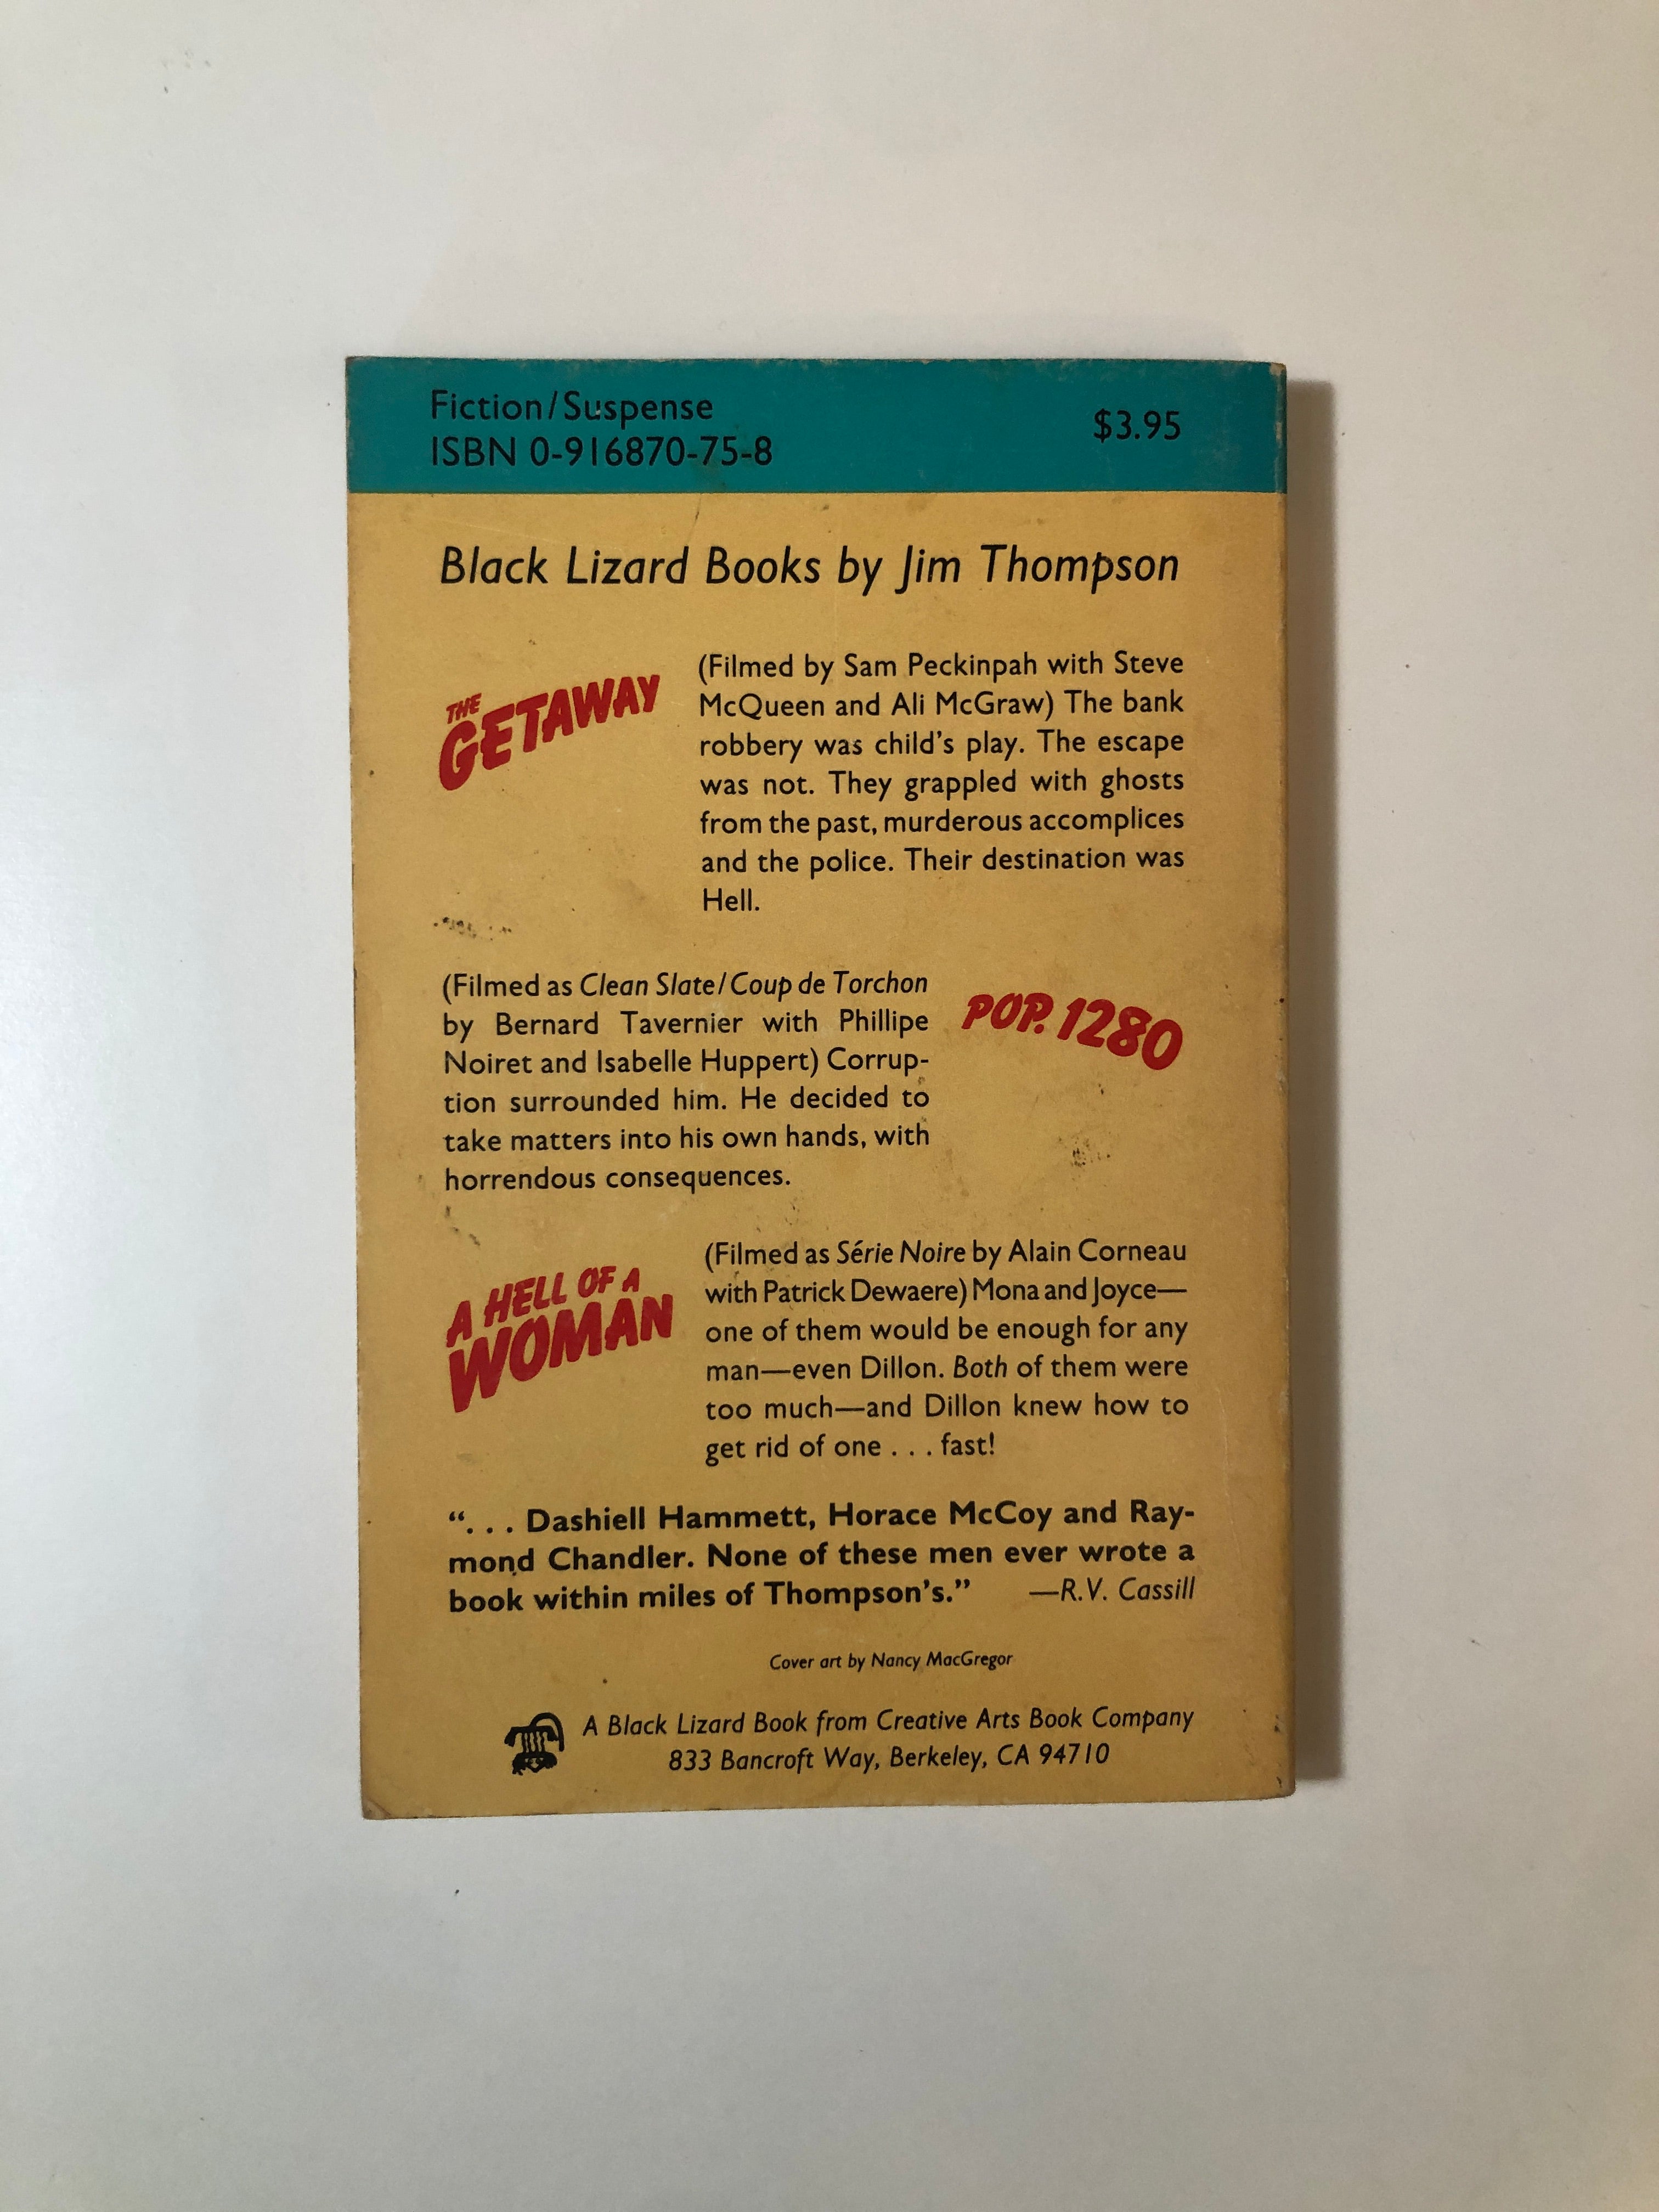 Fiction/Suspense
ISBN 0-916870-75-8
$3.95
Black Lizard Books by Jim Thompson
THE
GETAWAY
(Filmed by Sam Peckinpah with Steve
McQueen and Ali McGraw) The bank
robbery was child's play. The escape
was not. They grappled with ghosts
from the past, murderous accomplices
and the police. Their destination was
Hell.
(Filmed as Clean Slate/Coup de Torchon
by Bernard Tavernier with Phillipe
Noiret and Isabelle Huppert) Corrup-
tion surrounded him. He decided to
take matters into his own hands, with
horrendous consequences.
POP. 1280
A HELL OF A
WOMAN
(Filmed as Série Noire by Alain Corneau
with Patrick Dewaere) Mona and Joyce—
one of them would be enough for any
man—even Dillon. Both of them were
too much—and Dillon knew how to
get rid of one . . . fast!
“. . . Dashiell Hammett, Horace McCoy and Ray-
mond Chandler. None of these men ever wrote a
book within miles of Thompson's.” —R.V. Cassill
Cover art by Nancy MacGregor
A Black Lizard Book from Creative Arts Book Company
833 Bancroft Way, Berkeley, CA 94710